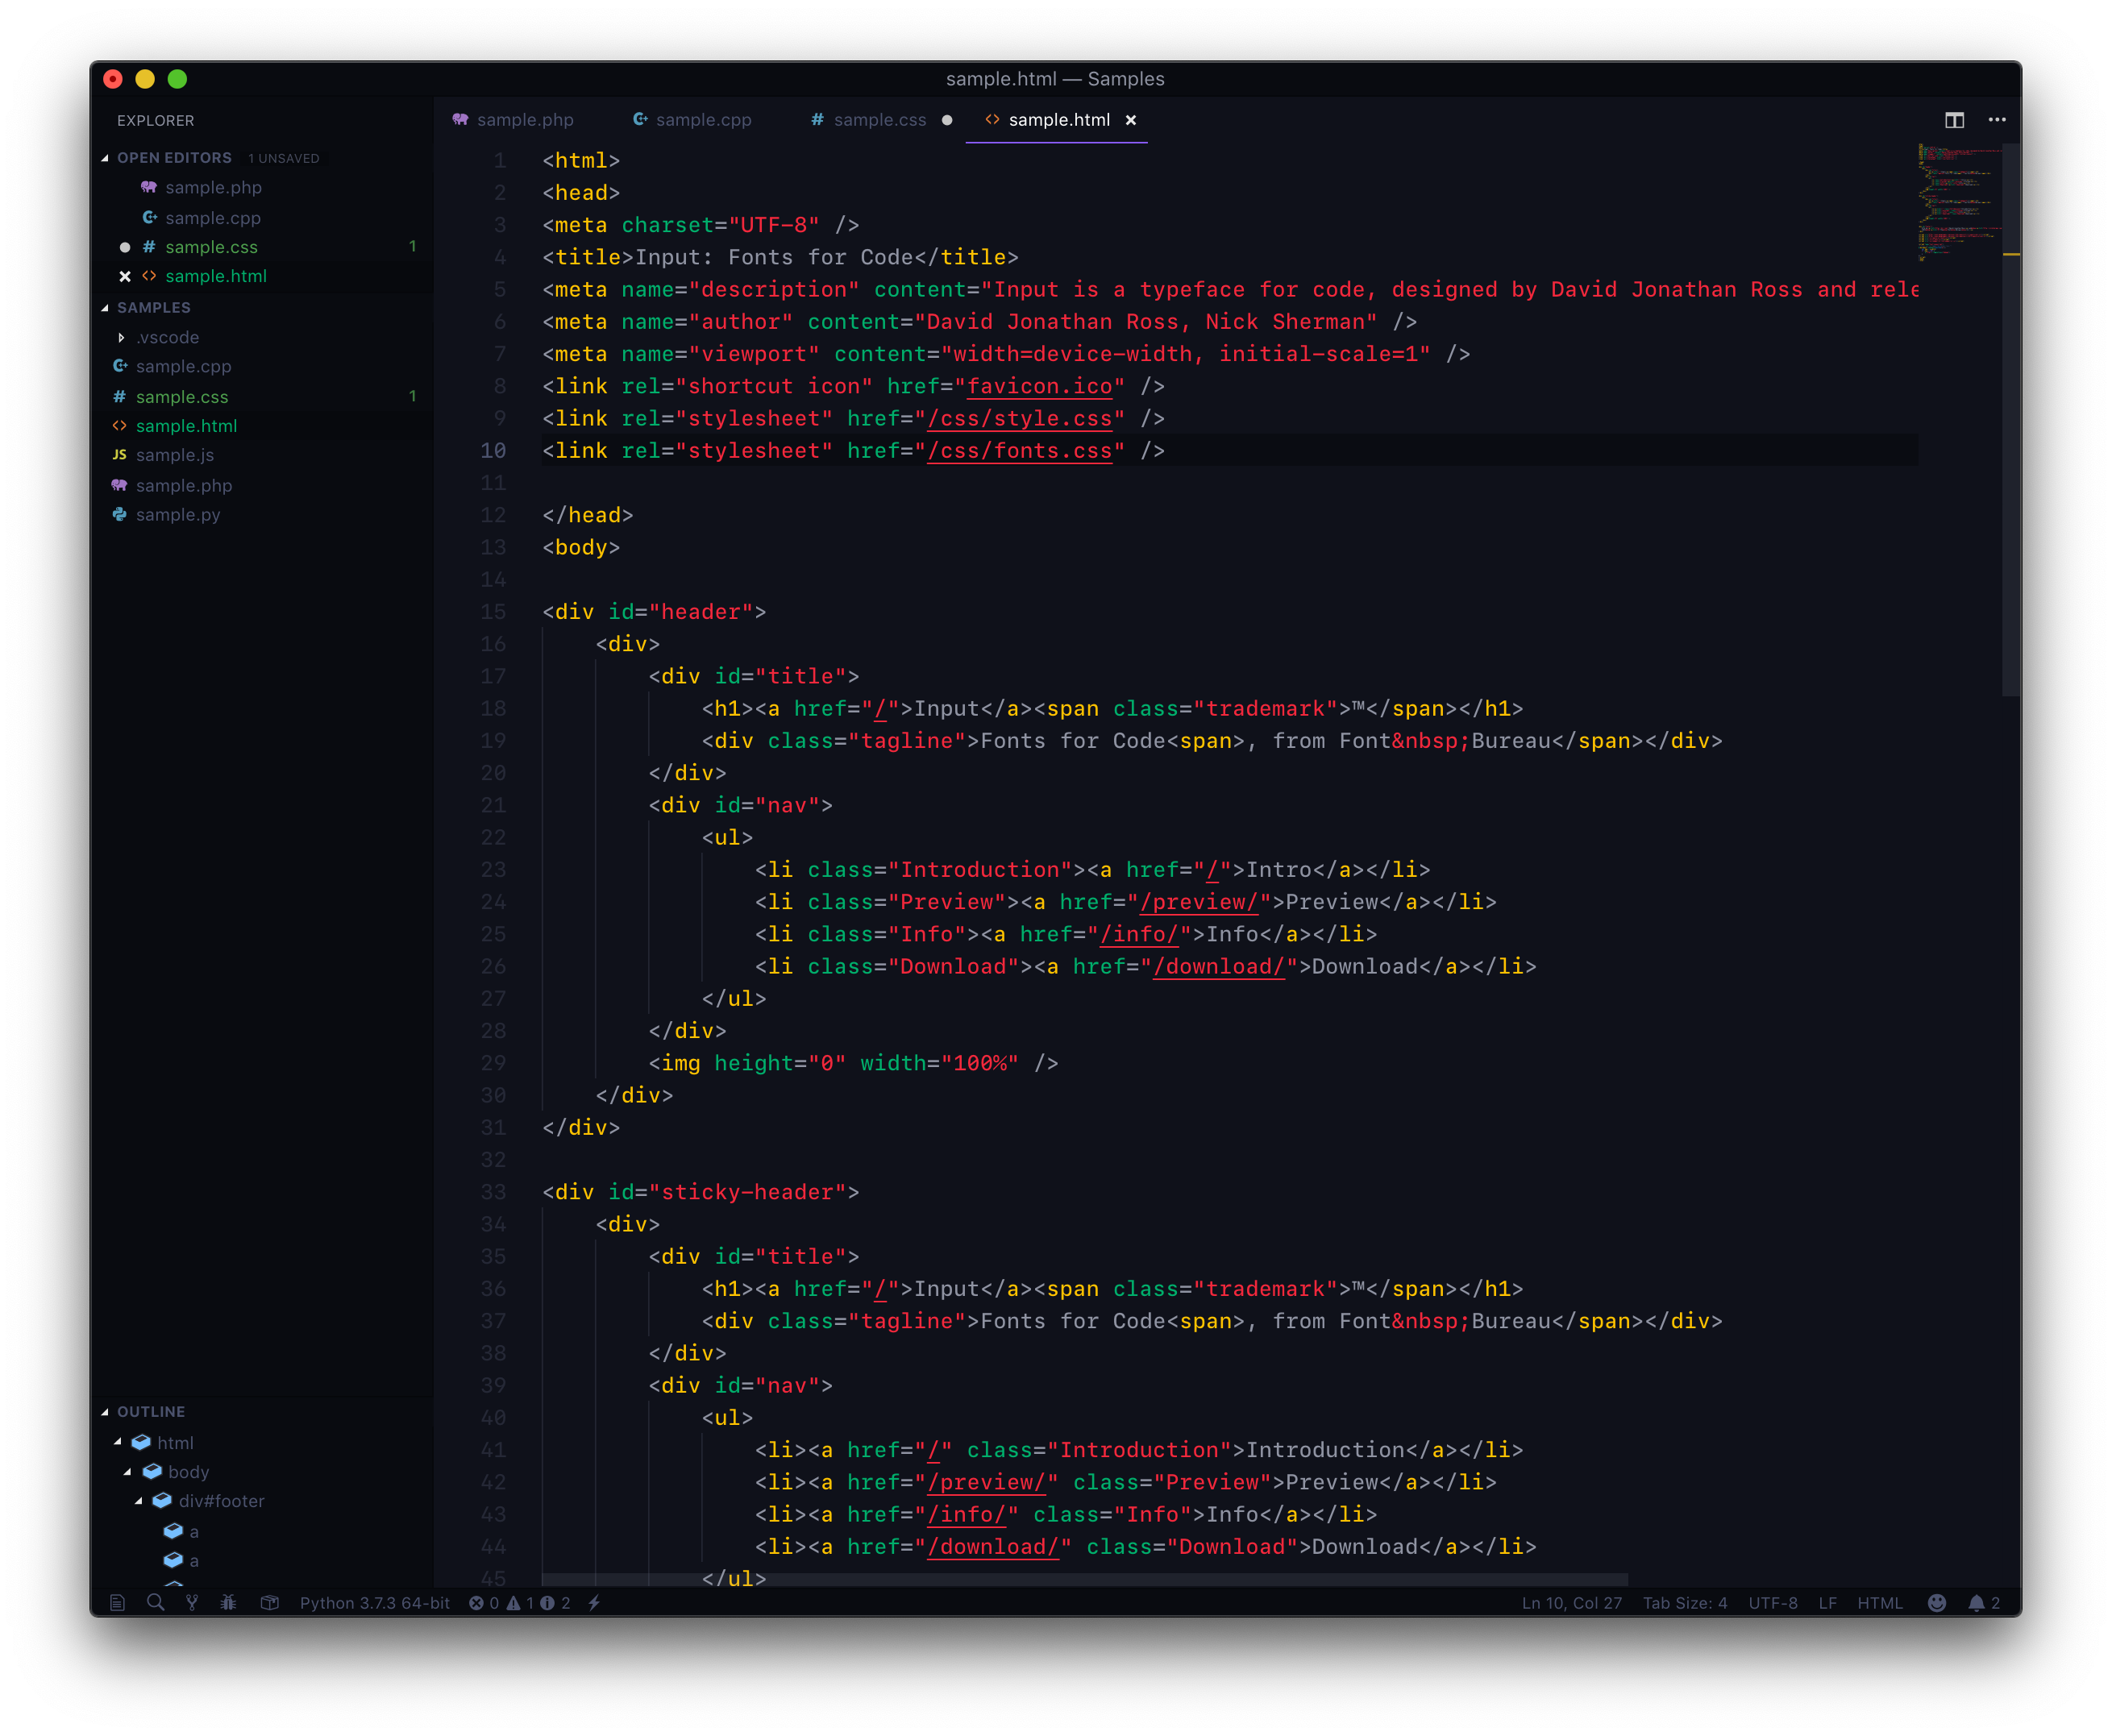 sample.html — Samples
EXPLORER
OPEN EDITORS 1 UNSAVED
sample.php
sample.cpp
sample.css 1
sample.html
SAMPLES
.vscode
sample.cpp
sample.css 1
sample.html
JS sample.js
sample.php
sample.py
OUTLINE
html
body
div#footer
a
a
sample.php sample.cpp # sample.css <> sample.html
1 <html>
2 <head>
3 <meta charset="UTF-8" />
4 <title>Input: Fonts for Code</title>
5 <meta name="description" content="Input is a typeface for code, designed by David Jonathan Ross and rele
6 <meta name="author" content="David Jonathan Ross, Nick Sherman" />
7 <meta name="viewport" content="width=device-width, initial-scale=1" />
8 <link rel="shortcut icon" href="favicon.ico" />
9 <link rel="stylesheet" href="/css/style.css" />
10 <link rel="stylesheet" href="/css/fonts.css" />
11
12 </head>
13 <body>
14
15 <div id="header">
16     <div>
17         <div id="title">
18             <h1><a href="/">Input</a><span class="trademark">™</span></h1>
19             <div class="tagline">Fonts for Code<span>, from Font&nbsp;Bureau</span></div>
20         </div>
21         <div id="nav">
22             <ul>
23                 <li class="Introduction"><a href="/">Intro</a></li>
24                 <li class="Preview"><a href="/preview/">Preview</a></li>
25                 <li class="Info"><a href="/info/">Info</a></li>
26                 <li class="Download"><a href="/download/">Download</a></li>
27             </ul>
28         </div>
29         <img height="0" width="100%" />
30     </div>
31 </div>
32
33 <div id="sticky-header">
34     <div>
35         <div id="title">
36             <h1><a href="/">Input</a><span class="trademark">™</span></h1>
37             <div class="tagline">Fonts for Code<span>, from Font&nbsp;Bureau</span></div>
38         </div>
39         <div id="nav">
40             <ul>
41                 <li><a href="/" class="Introduction">Introduction</a></li>
42                 <li><a href="/preview/" class="Preview">Preview</a></li>
43                 <li><a href="/info/" class="Info">Info</a></li>
44                 <li><a href="/download/" class="Download">Download</a></li>
45             </ul>
Python 3.7.3 64-bit 0 1 2 Ln 10, Col 27 Tab Size: 4 UTF-8 LF HTML 2